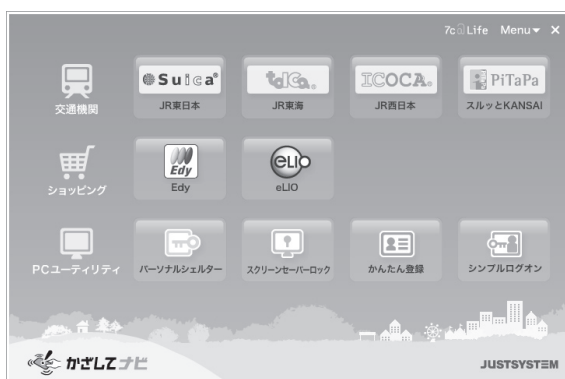 7caLife Menu▼ ×
Suica
TOICA
ICOCA
PiTaPa
交通機関
JR東日本
JR東海
JR西日本
スルッとKANSAI
Edy
eLIO
ショッピング
Edy
eLIO
PCユーティリティ
パーソナルシェルター
スクリーンセーバーロック
かんたん登録
シンプルログオン
かざしてナビ
JUSTSYSTEM